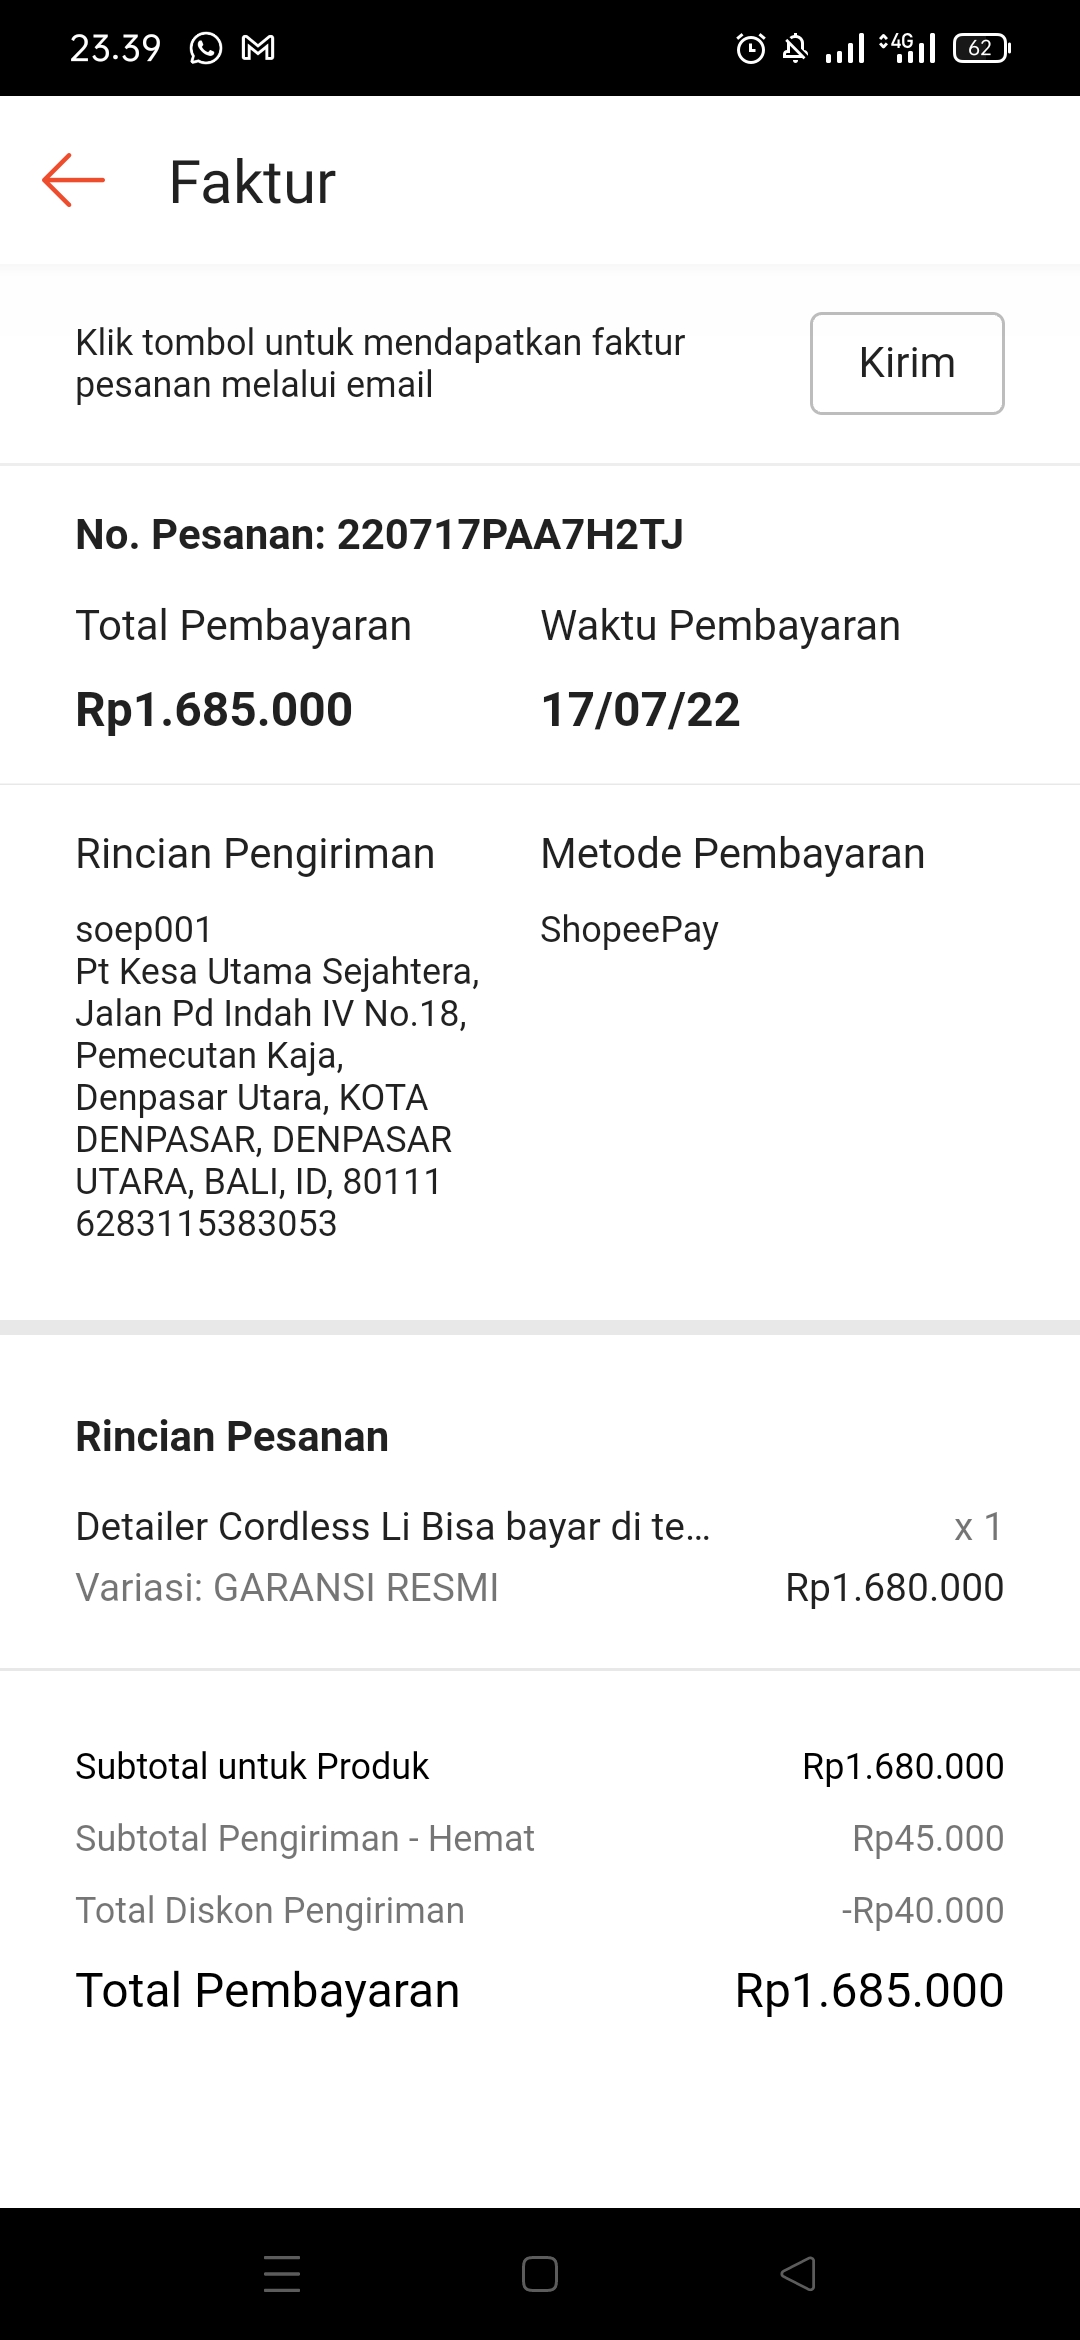 23.39
4G
62
Faktur
Klik tombol untuk mendapatkan faktur
pesanan melalui email
Kirim
No. Pesanan: 220717PAA7H2TJ
Total Pembayaran
Waktu Pembayaran
Rp1.685.000
17/07/22
Rincian Pengiriman
Metode Pembayaran
soep001
ShopeePay
Pt Kesa Utama Sejahtera,
Jalan Pd Indah IV No.18,
Pemecutan Kaja,
Denpasar Utara, KOTA
DENPASAR, DENPASAR
UTARA, BALI, ID, 80111
6283115383053
Rincian Pesanan
Detailer Cordless Li Bisa bayar di te...
x 1
Variasi: GARANSI RESMI
Rp1.680.000
Subtotal untuk Produk
Rp1.680.000
Subtotal Pengiriman - Hemat
Rp45.000
Total Diskon Pengiriman
-Rp40.000
Total Pembayaran
Rp1.685.000